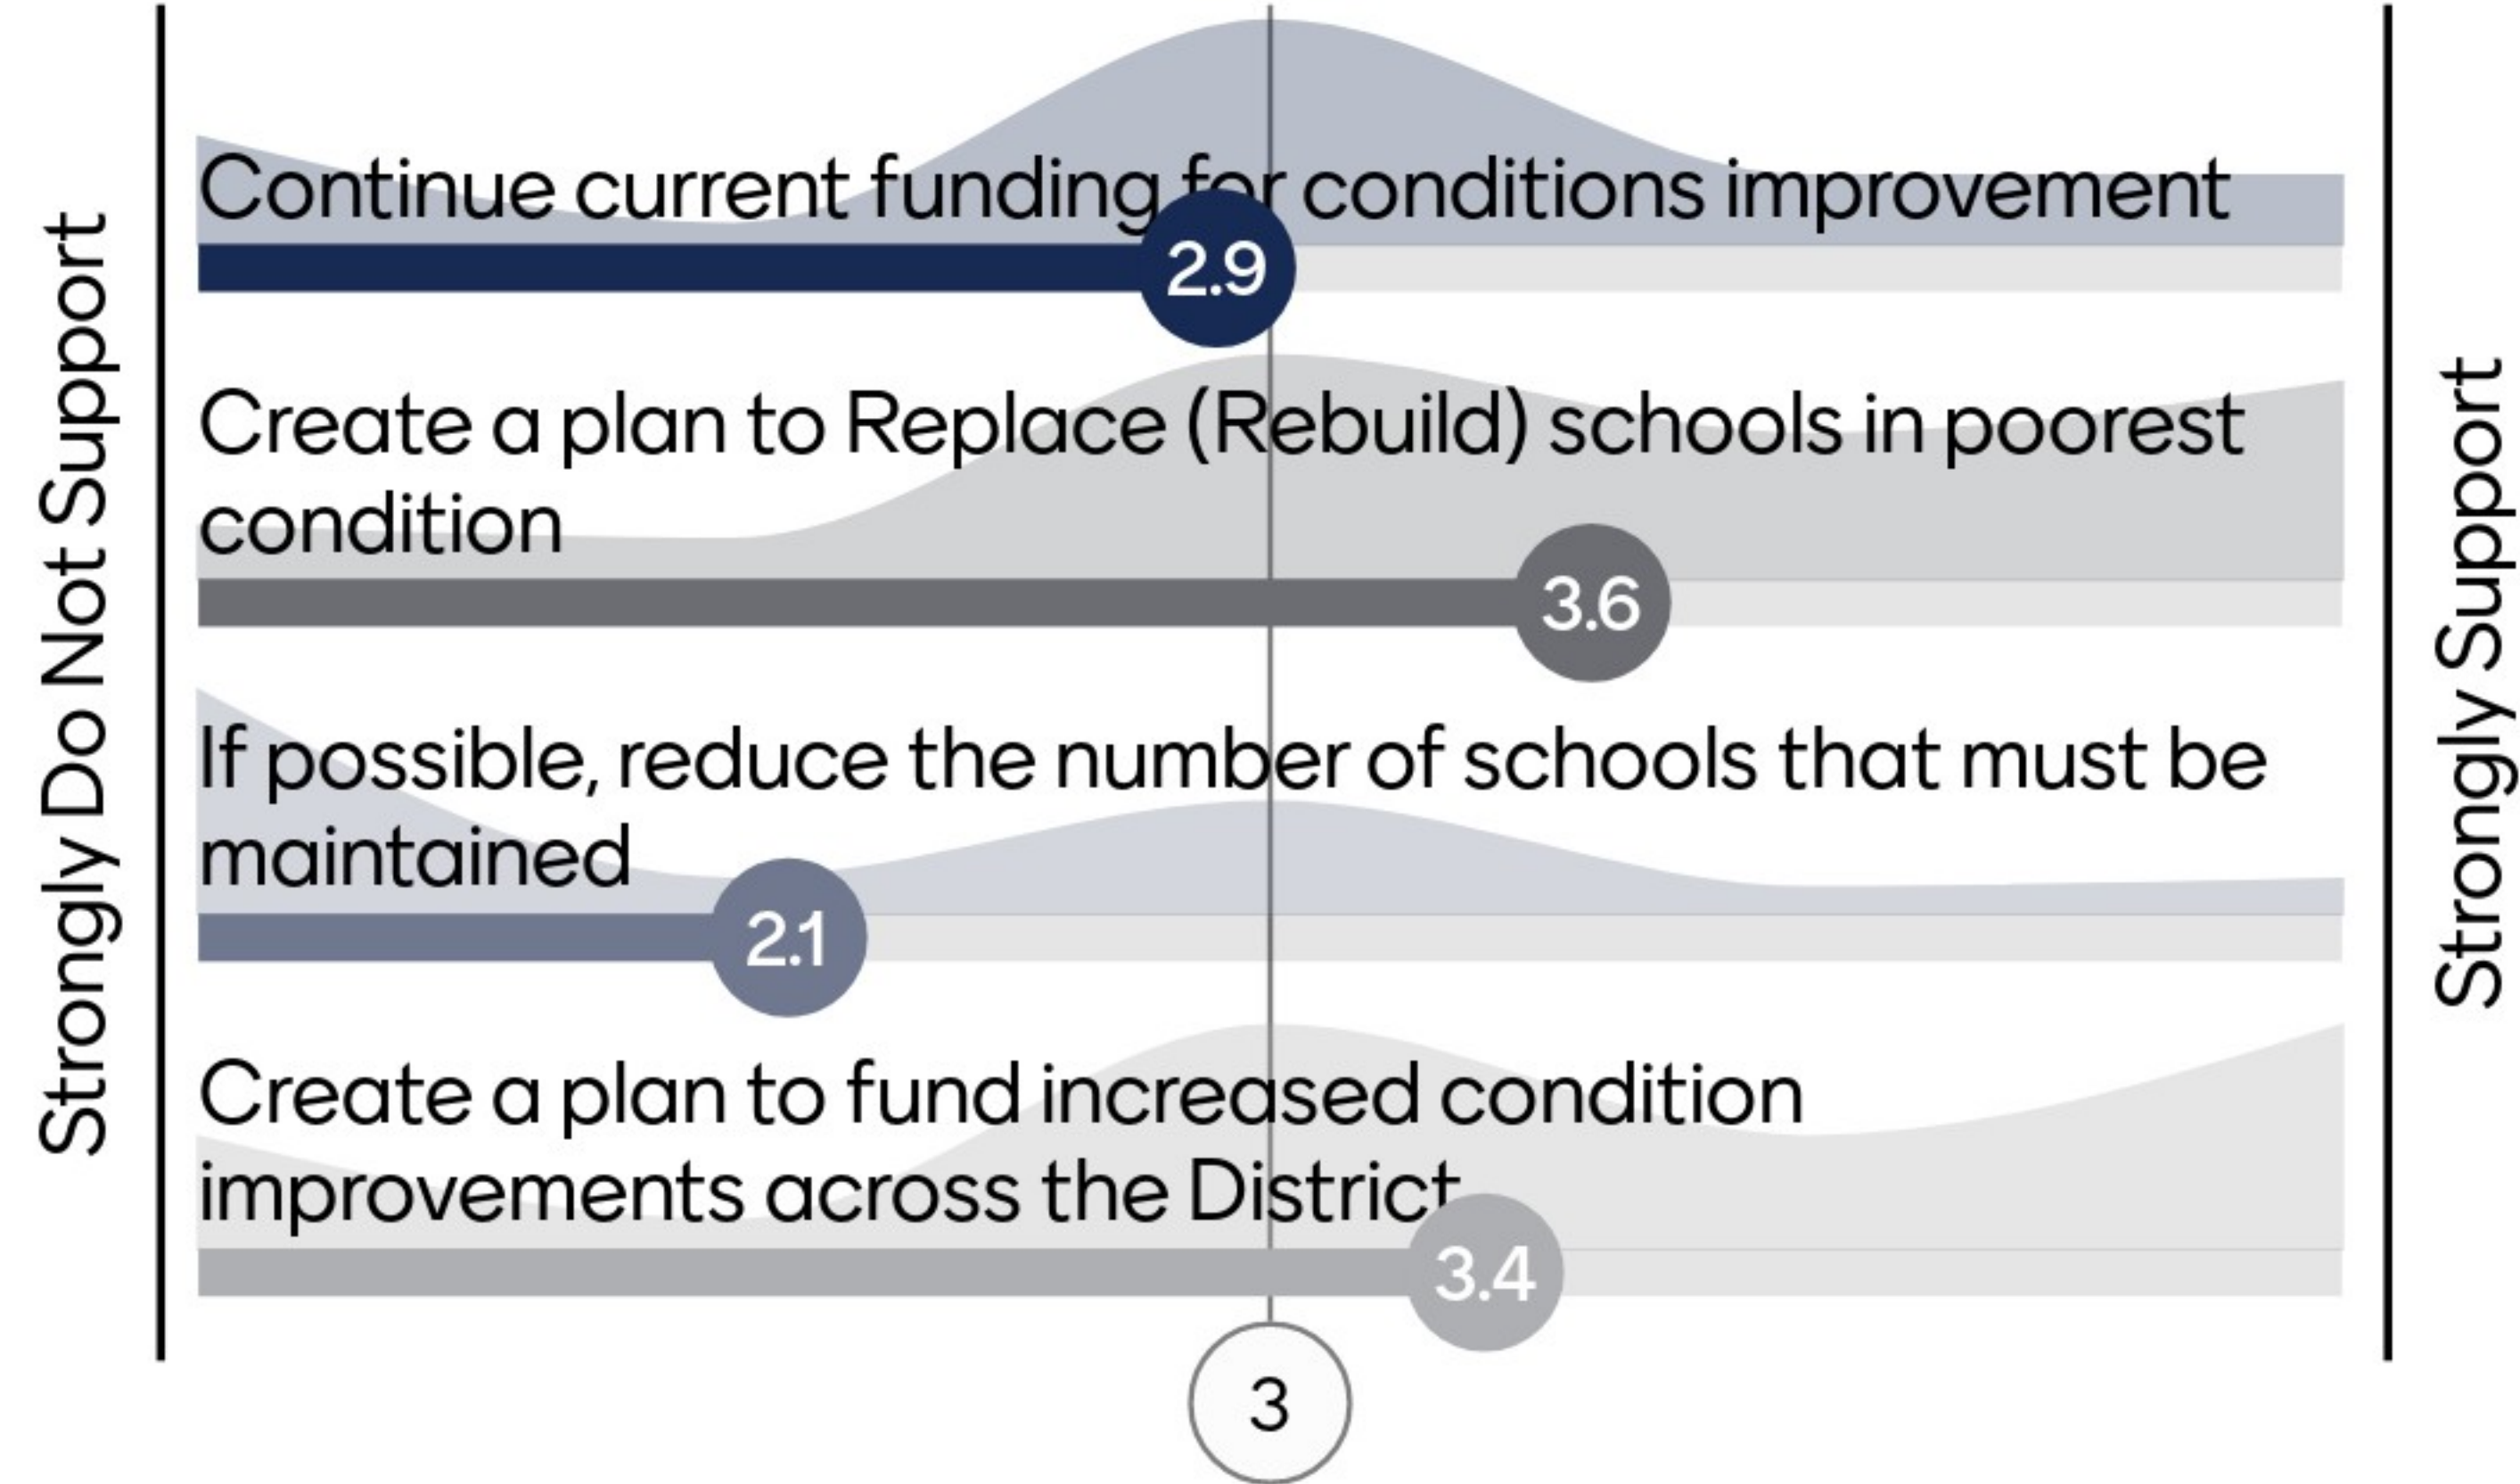 Strongly Do Not Support
Continue current funding for conditions improvement
2.9
Create a plan to Replace (Rebuild) schools in poorest
condition
3.6
If possible, reduce the number of schools that must be
maintained
2.1
Create a plan to fund increased condition
improvements across the District
3.4
3
Strongly Support